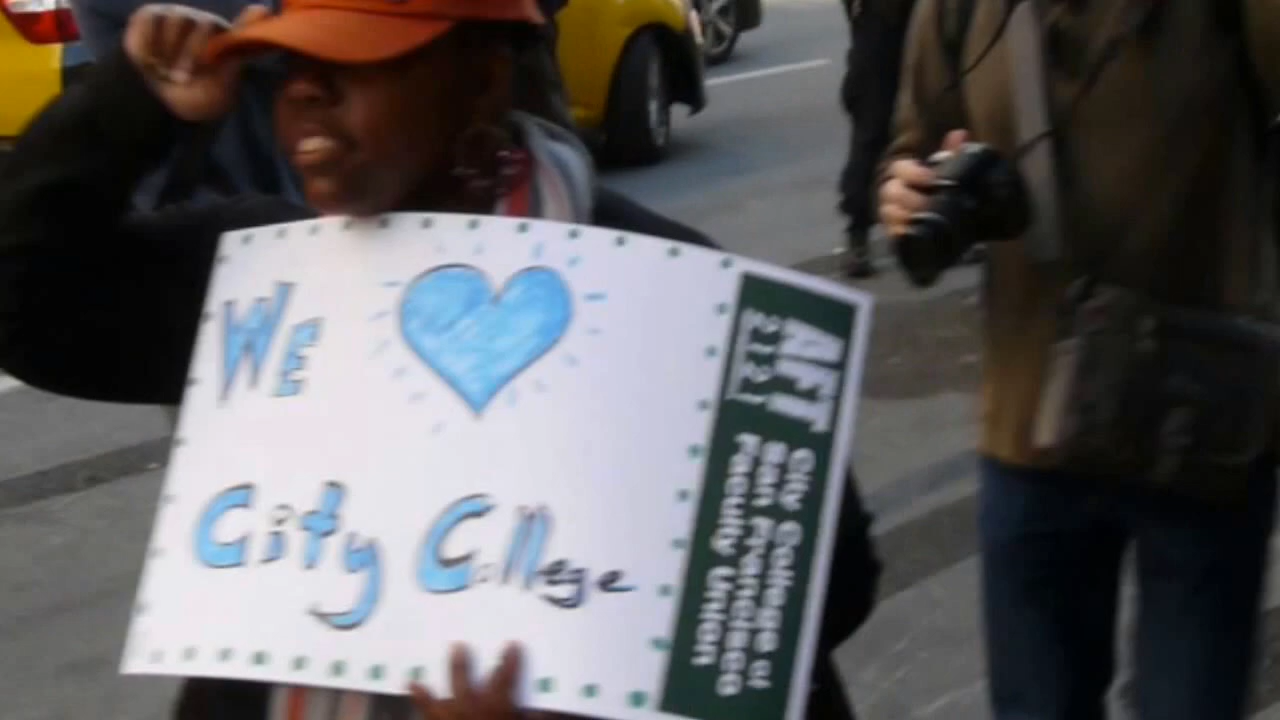 WE
City College
AFT
2121
City College of
San Francisco
Faculty Union